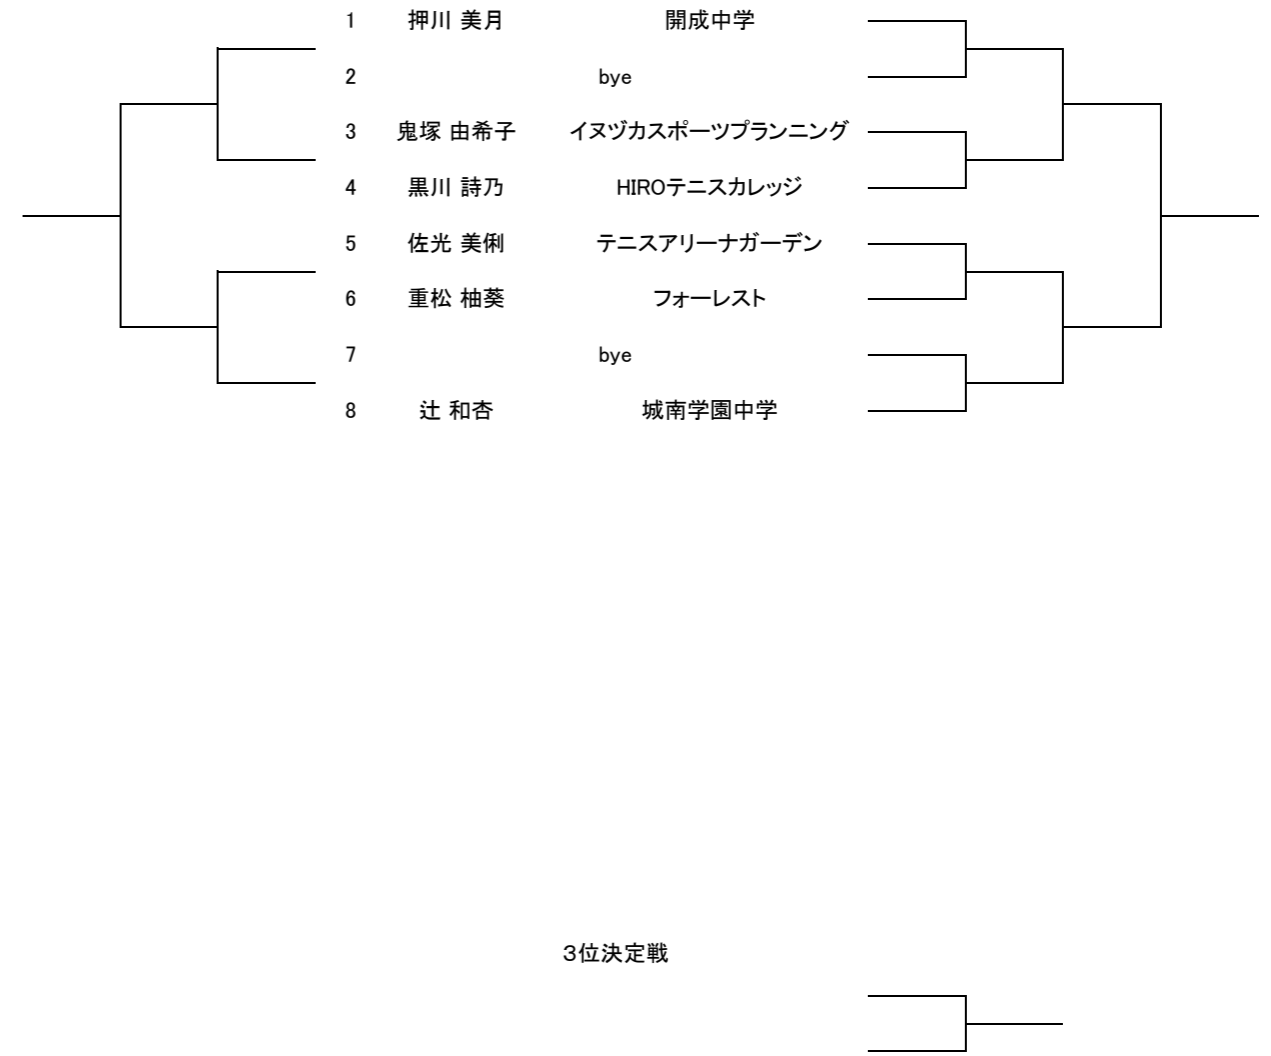 1 押川 美月 開成中学
2 bye
3 鬼塚 由希子 イヌヅカスポーツプランニング
4 黒川 詩乃 HIROテニスカレッジ
5 佐光 美俐 テニスアリーナガーデン
6 重松 柚葵 フォーレスト
7 bye
8 辻 和杏 城南学園中学
３位決定戦